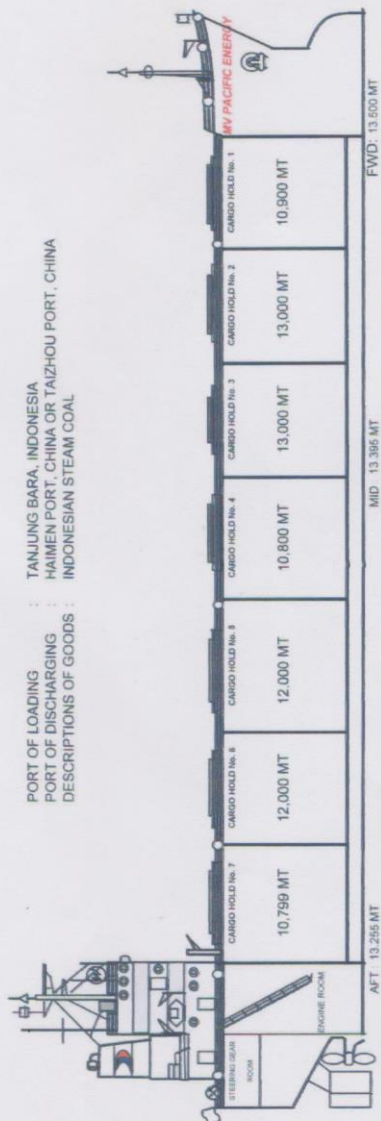 PORT OF LOADING : TANJUNG BARA, INDONESIA
PORT OF DISCHARGING : HAIMEN PORT, CHINA OR TAIZHOU PORT, CHINA
DESCRIPTIONS OF GOODS : INDONESIAN STEAM COAL
MV PACIFIC ENERGY
CARGO HOLD No. 7
CARGO HOLD No. 6
CARGO HOLD No. 5
CARGO HOLD No. 4
CARGO HOLD No. 3
CARGO HOLD No. 2
CARGO HOLD No. 1
10,799 MT
12,000 MT
12.000 MT
10,800 MT
13,000 MT
13,000 MT
10,900 MT
STEERING GEAR
ROOM
ENGINE ROOM
AFT : 13.255 MT
MID 13.395 MT
FWD: 13.500 MT